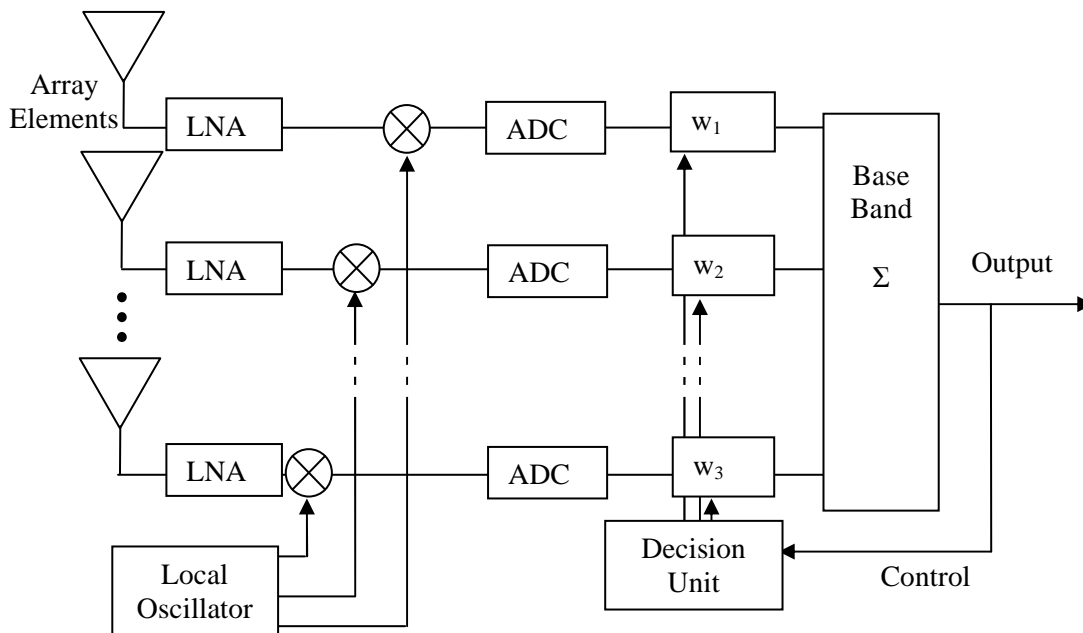 Array
Elements
LNA
ADC
w1
Base
Band
Σ
LNA
ADC
w2
Output
LNA
ADC
w3
Local
Oscillator
Decision
Unit
Control